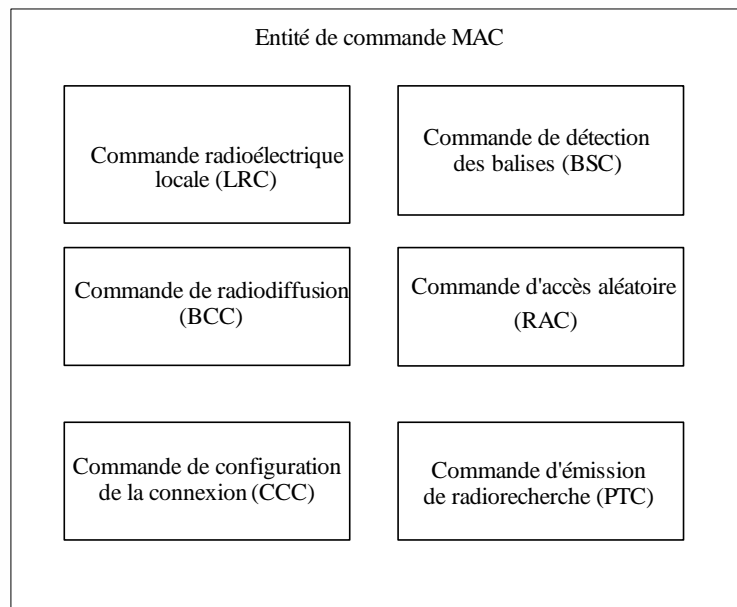 Entité de commande MAC
Commande radioélectrique
locale (LRC)
Commande de détection
des balises (BSC)
Commande de radiodiffusion
(BCC)
Commande d'accès aléatoire
(RAC)
Commande de configuration
de la connexion (CCC)
Commande d'émission
de radiorecherche (PTC)